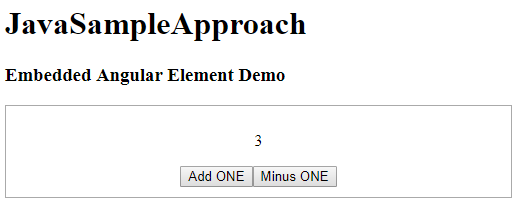 JavaSampleApproach
Embedded Angular Element Demo
3
Add ONE Minus ONE